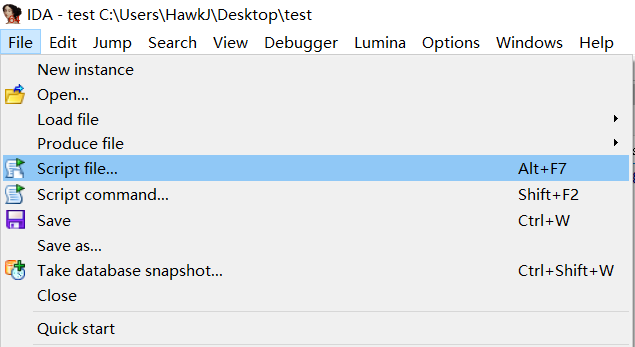 IDA - test C:\Users\HawkJ\Desktop\test
File Edit Jump Search View Debugger Lumina Options Windows Help
New instance
Open...
Load file
Produce file
Script file... Alt+F7
Script command... Shift+F2
Save Ctrl+W
Save as...
Take database snapshot... Ctrl+Shift+W
Close
Quick start